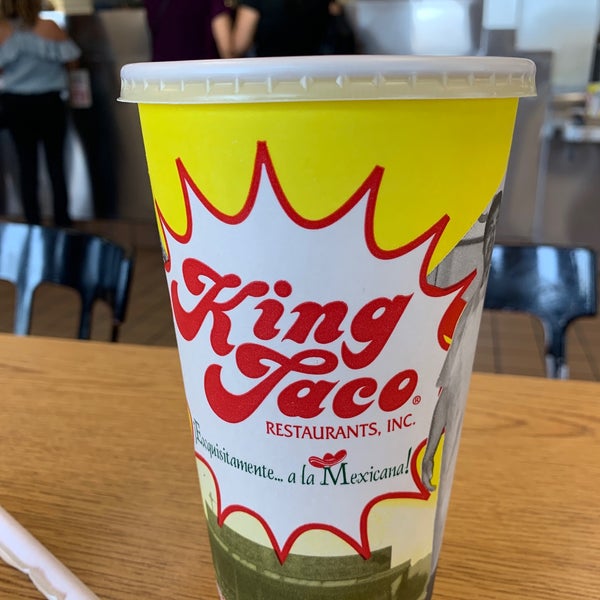 King
Taco®
RESTAURANTS, INC.
¡Exquisitamente... a la Mexicana!